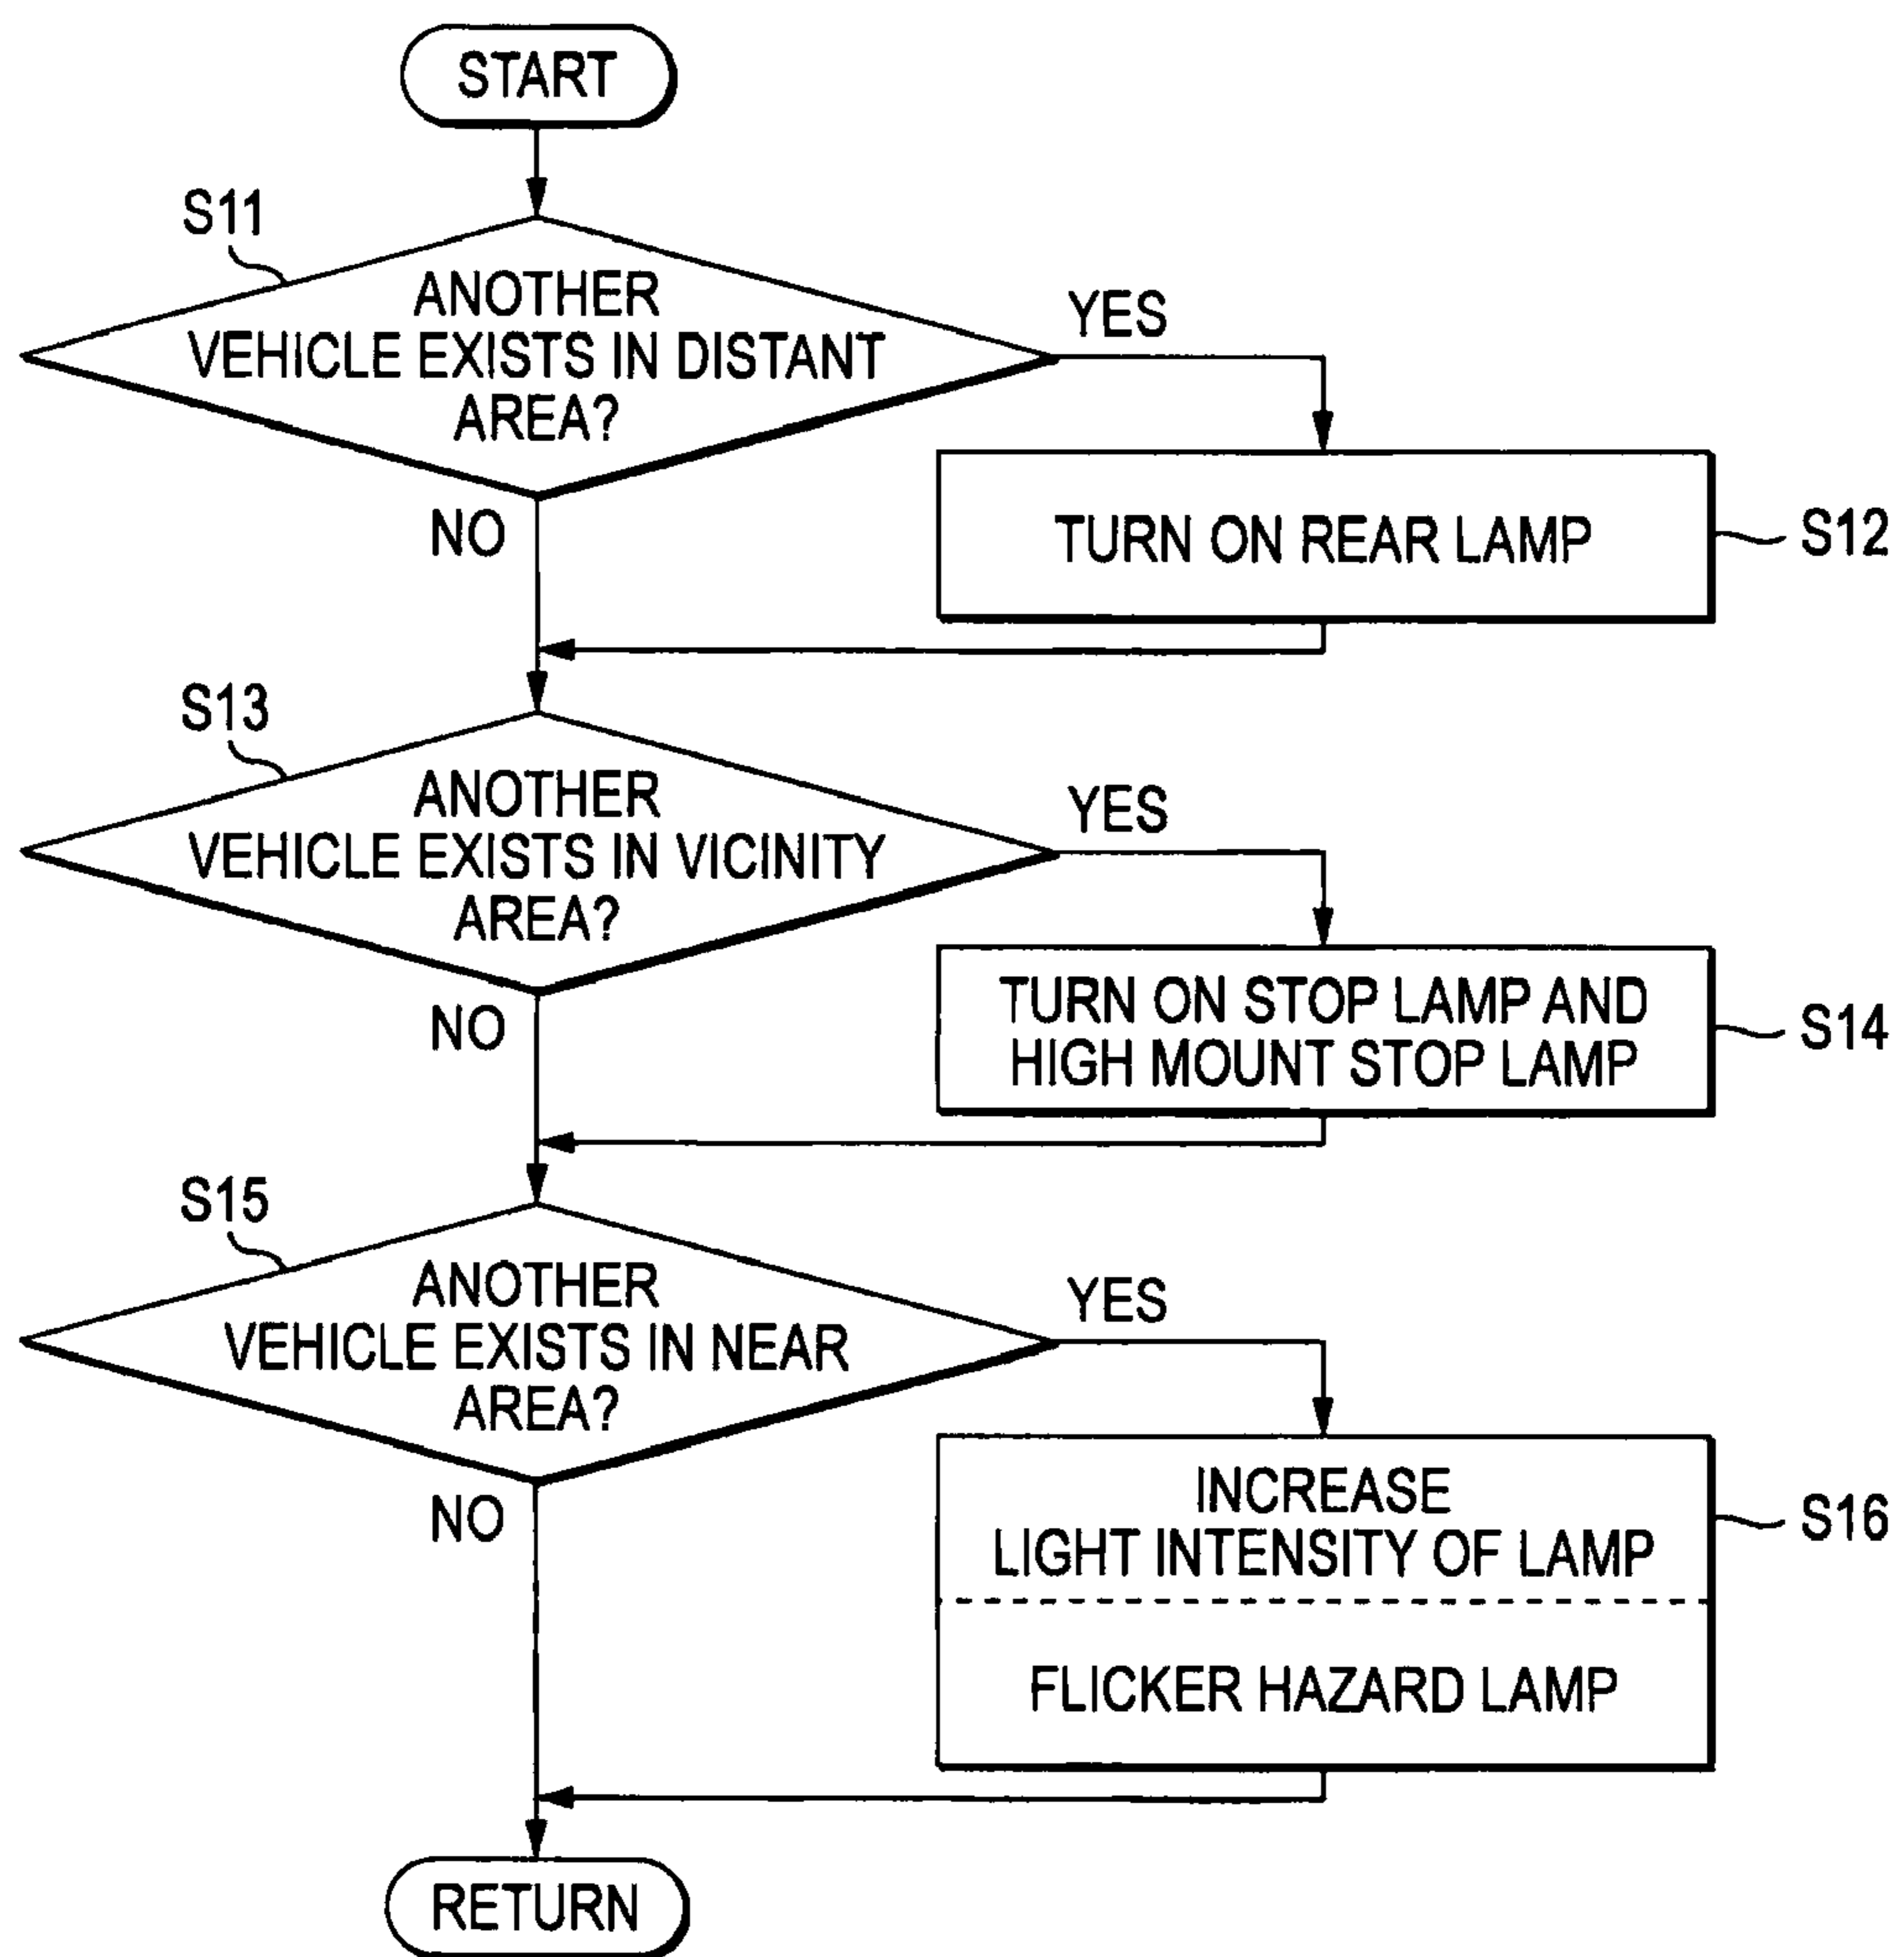 START
S11
ANOTHER
VEHICLE EXISTS IN DISTANT
AREA?
YES
NO
TURN ON REAR LAMP
S12
S13
ANOTHER
VEHICLE EXISTS IN VICINITY
AREA?
YES
NO
TURN ON STOP LAMP AND
HIGH MOUNT STOP LAMP
S14
S15
ANOTHER
VEHICLE EXISTS IN NEAR
AREA?
YES
NO
INCREASE
LIGHT INTENSITY OF LAMP
FLICKER HAZARD LAMP
S16
RETURN